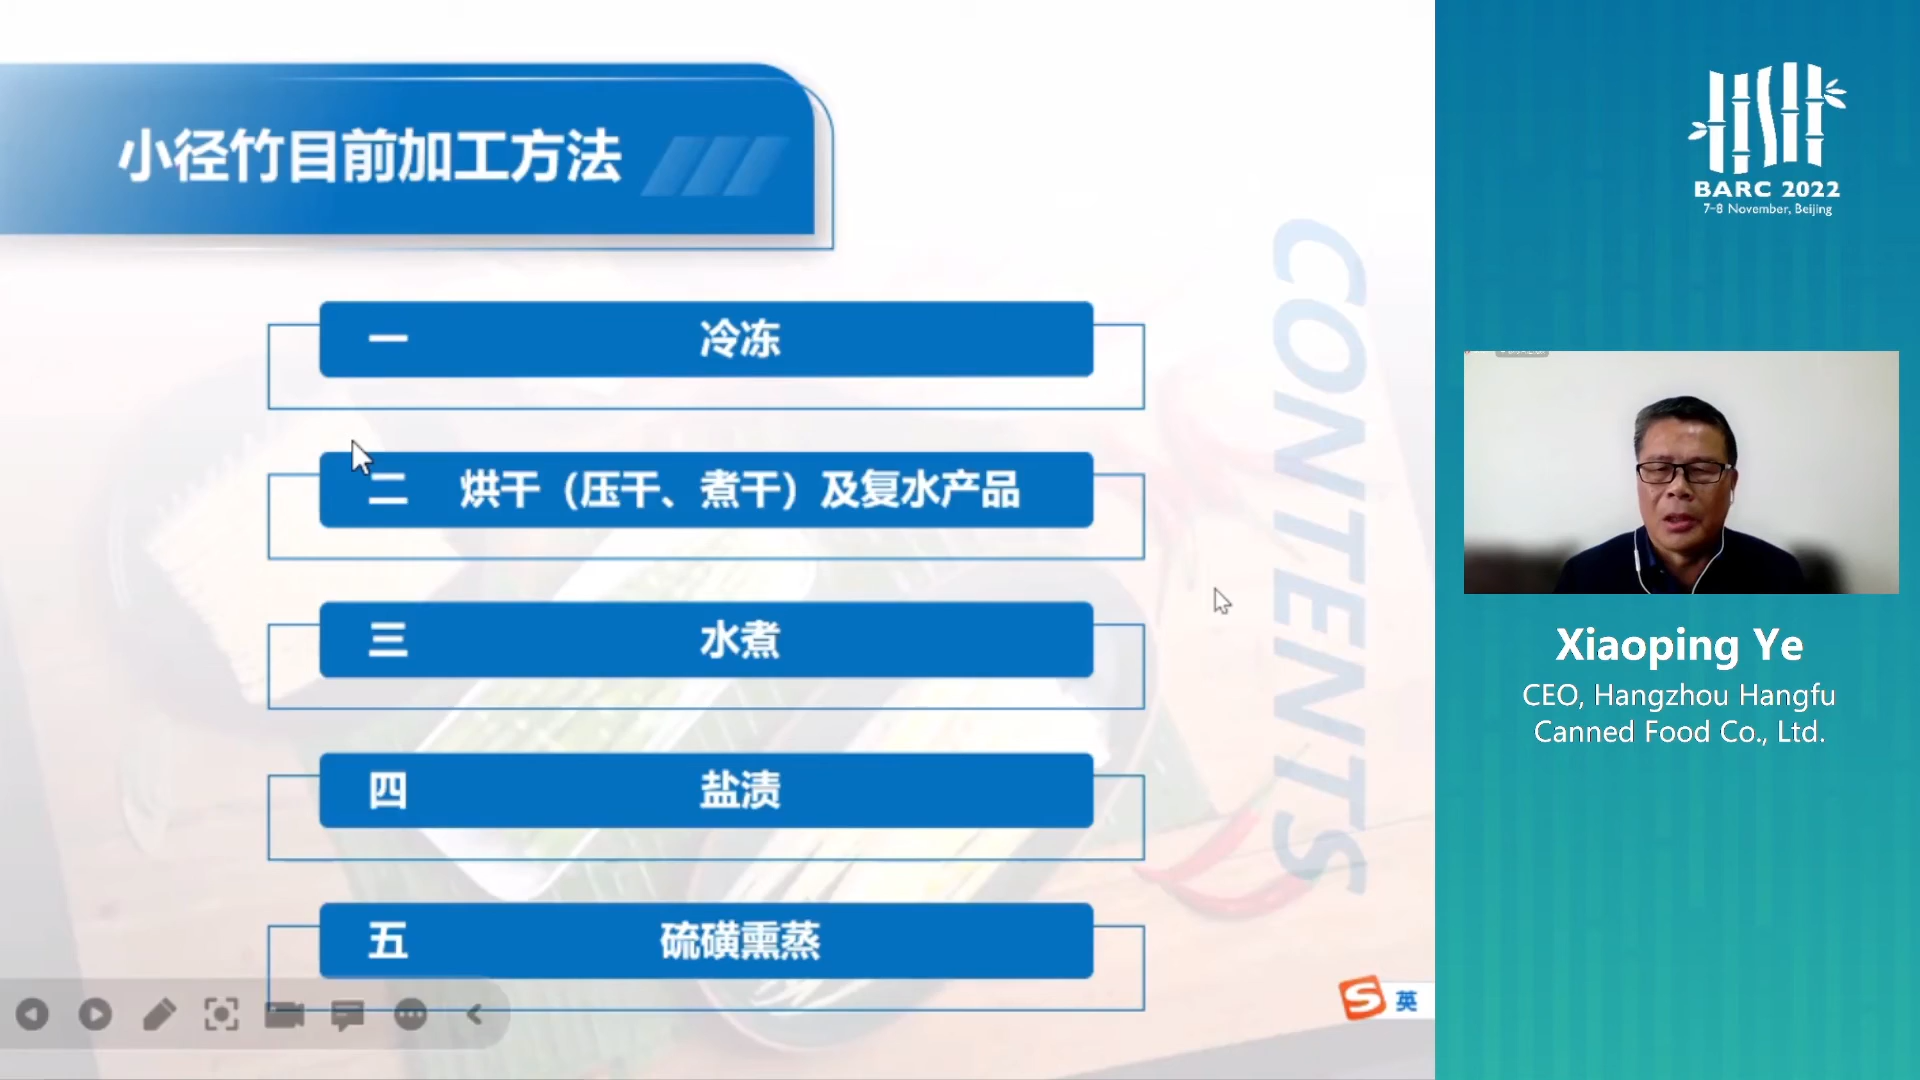 小径竹目前加工方法
一 冷冻
二 烘干（压干、煮干）及复水产品
三 水煮
四 盐渍
五 硫磺熏蒸
CONTENTS
S 英
BARC 2022
7-8 November, Beijing
Xiaoping Ye
CEO, Hangzhou Hangfu
Canned Food Co., Ltd.